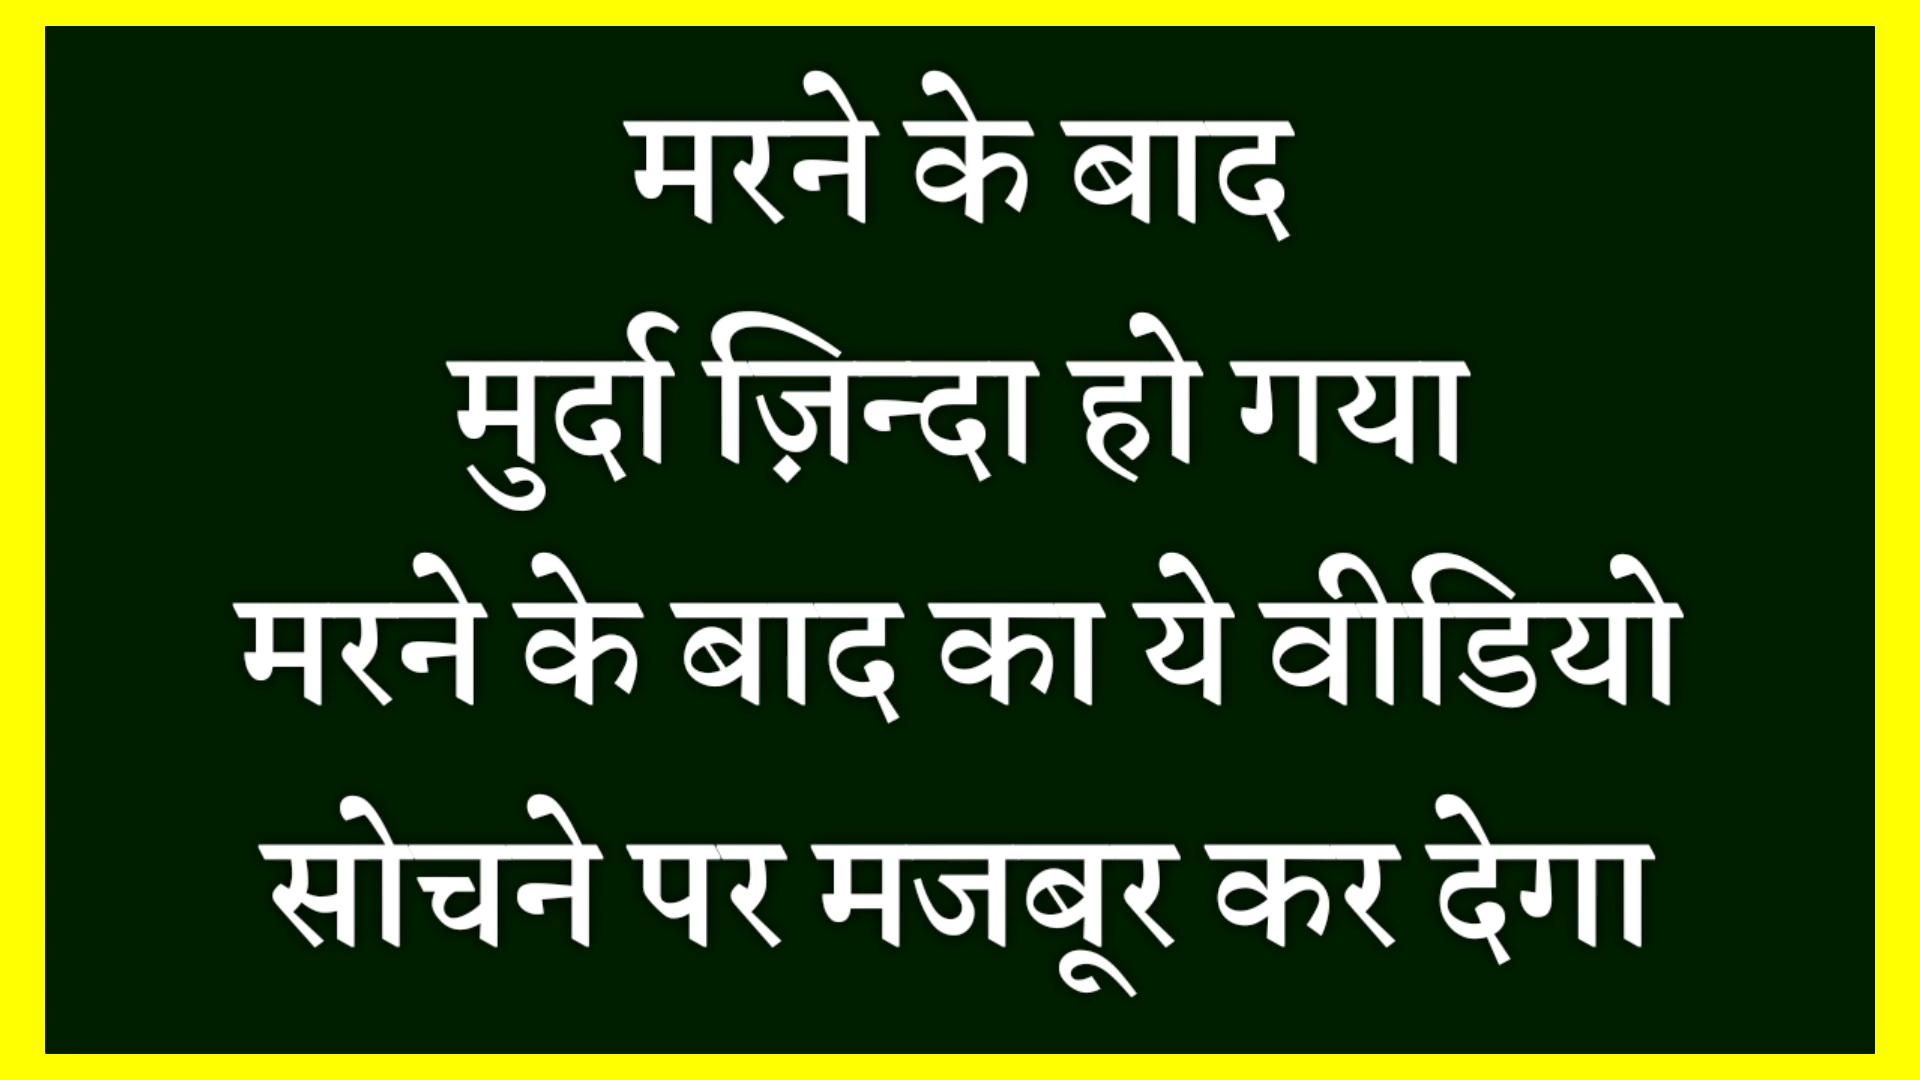 मरने के बाद
मुर्दा ज़िन्दा हो गया
मरने के बाद का ये वीडियो
सोचने पर मजबूर कर देगा